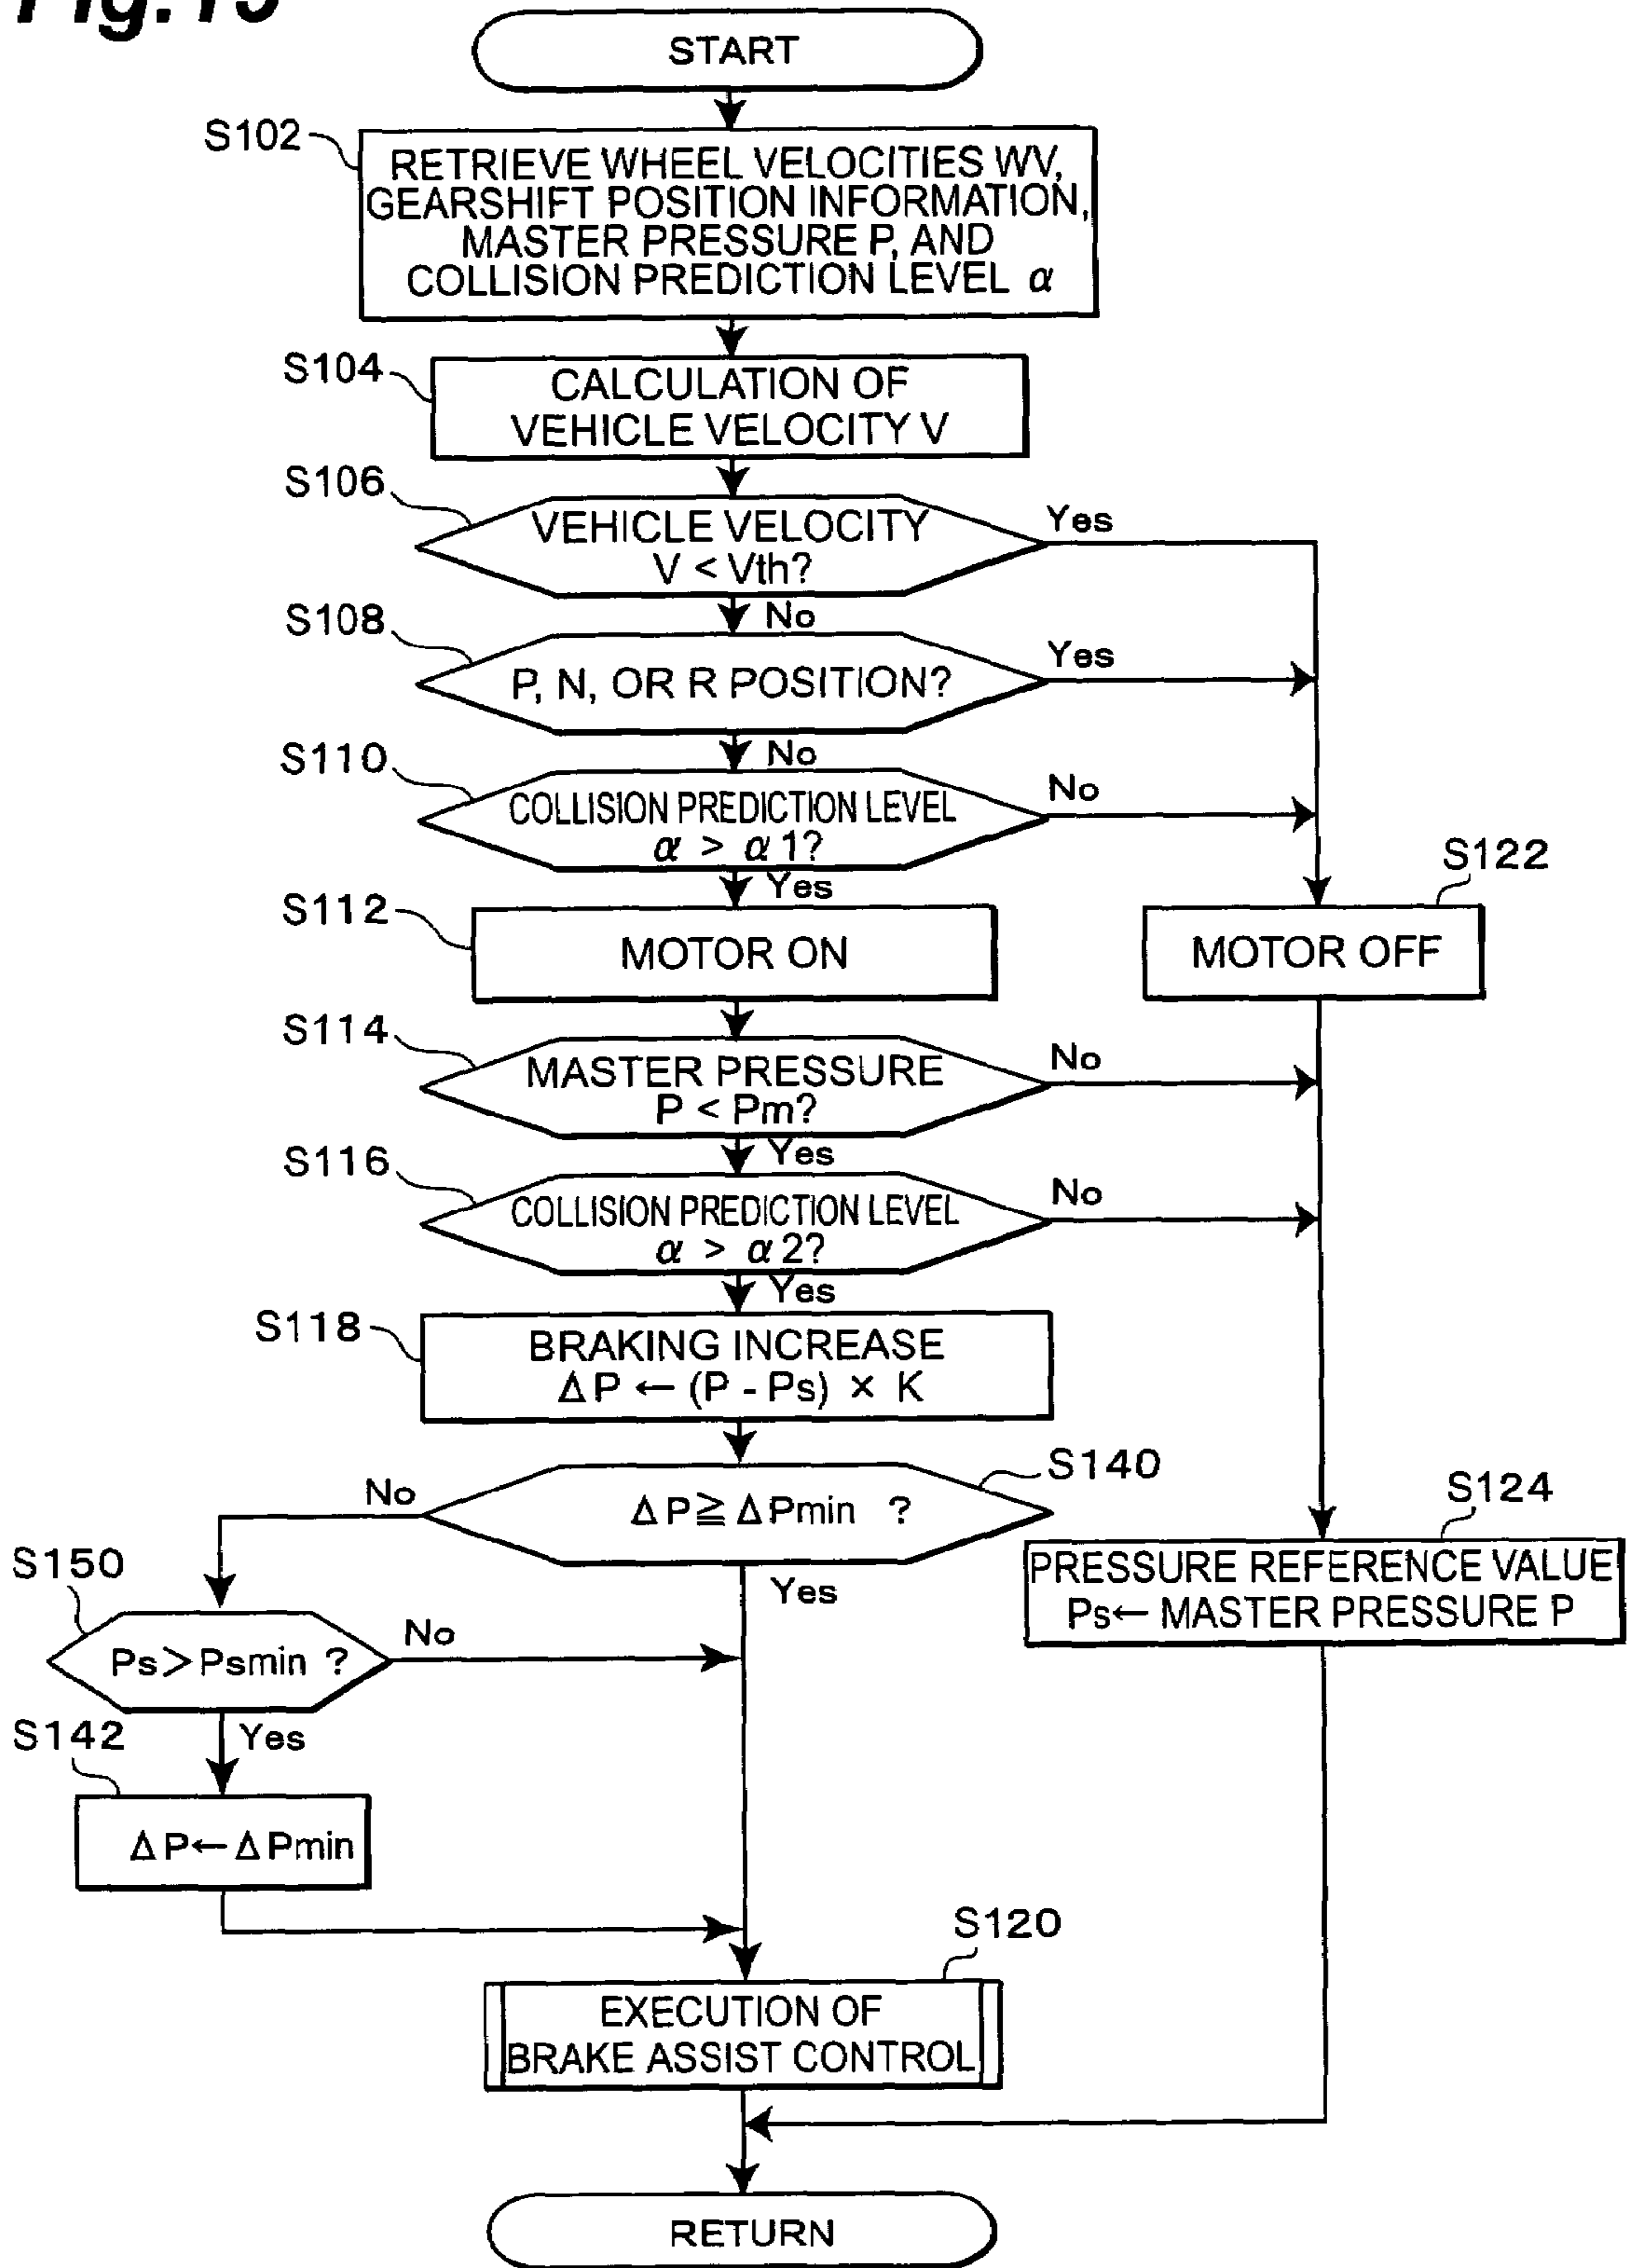 Fig.15
START
S102
RETRIEVE WHEEL VELOCITIES WV,
GEARSHIFT POSITION INFORMATION,
MASTER PRESSURE P, AND
COLLISION PREDICTION LEVEL α
S104
CALCULATION OF
VEHICLE VELOCITY V
S106
VEHICLE VELOCITY
V < Vth?
Yes
No
S108
P, N, OR R POSITION?
Yes
No
S110
COLLISION PREDICTION LEVEL
α > α1?
No
Yes
S112
MOTOR ON
S122
MOTOR OFF
S114
MASTER PRESSURE
P < Pm?
No
Yes
S116
COLLISION PREDICTION LEVEL
α > α2?
No
Yes
S118
BRAKING INCREASE
ΔP ← (P - Ps) × K
S140
ΔP ≧ ΔPmin ?
No
Yes
S124
PRESSURE REFERENCE VALUE
Ps← MASTER PRESSURE P
S150
Ps > Psmin ?
No
Yes
S142
ΔP←ΔPmin
S120
EXECUTION OF
BRAKE ASSIST CONTROL
RETURN